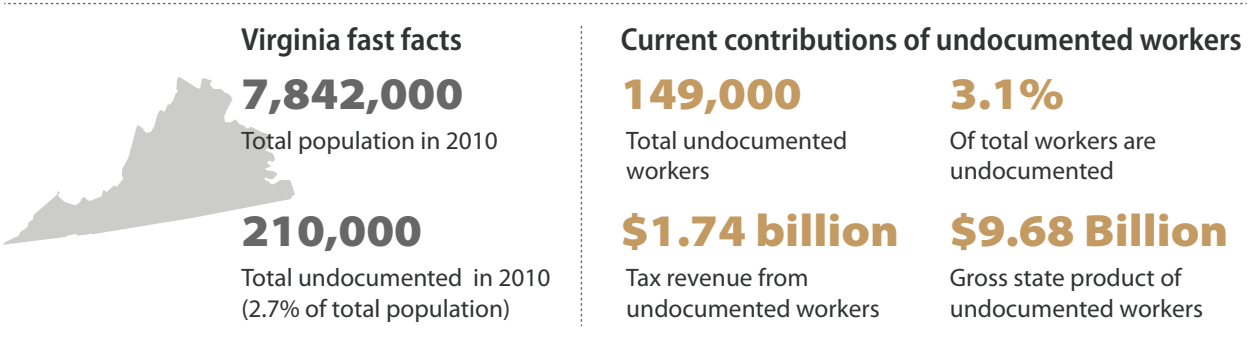 Virginia fast facts
7,842,000
Total population in 2010
210,000
Total undocumented in 2010
(2.7% of total population)
Current contributions of undocumented workers
149,000
Total undocumented
workers
3.1%
Of total workers are
undocumented
$1.74 billion
Tax revenue from
undocumented workers
$9.68 Billion
Gross state product of
undocumented workers